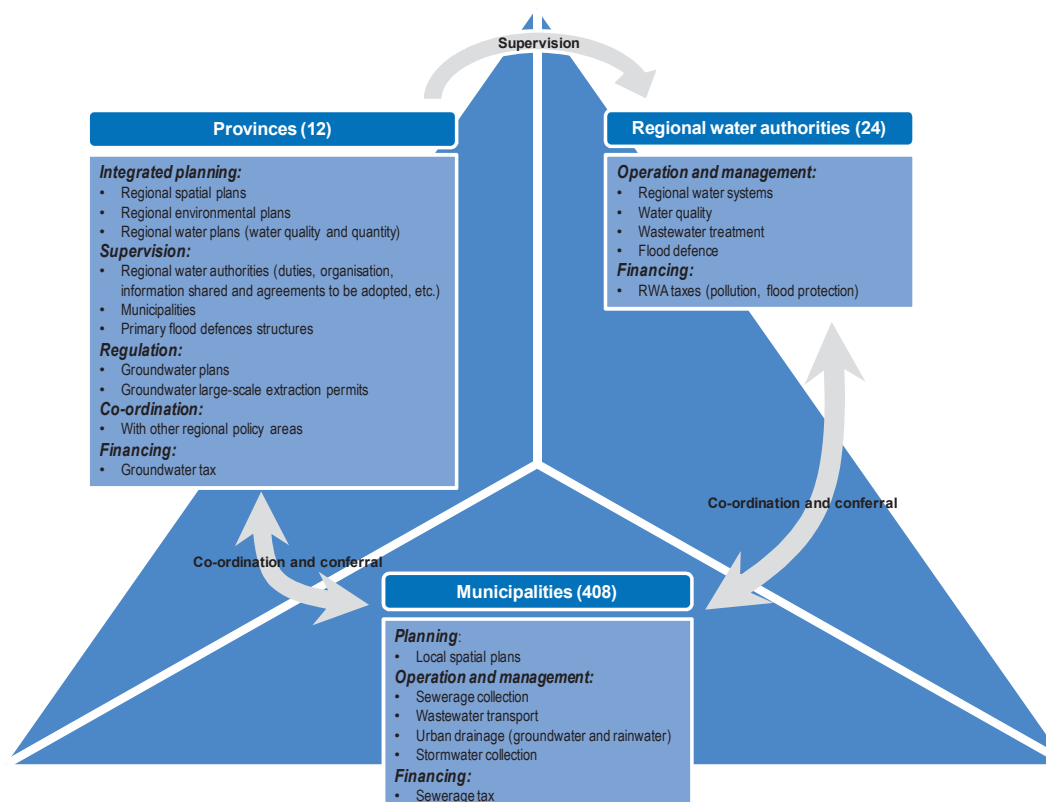 Supervision
Provinces (12)
Integrated planning:
• Regional spatial plans
• Regional environmental plans
• Regional water plans (water quality and quantity)
Supervision:
• Regional water authorities (duties, organisation,
information shared and agreements to be adopted, etc.)
• Municipalities
• Primary flood defences structures
Regulation:
• Groundwater plans
• Groundwater large-scale extraction permits
Co-ordination:
• With other regional policy areas
Financing:
• Groundwater tax
Regional water authorities (24)
Operation and management:
• Regional water systems
• Water quality
• Wastewater treatment
• Flood defence
Financing:
• RWA taxes (pollution, flood protection)
Co-ordination and conferral
Co-ordination and conferral
Municipalities (408)
Planning:
• Local spatial plans
Operation and management:
• Sewerage collection
• Wastewater transport
• Urban drainage (groundwater and rainwater)
• Stormwater collection
Financing:
• Sewerage tax